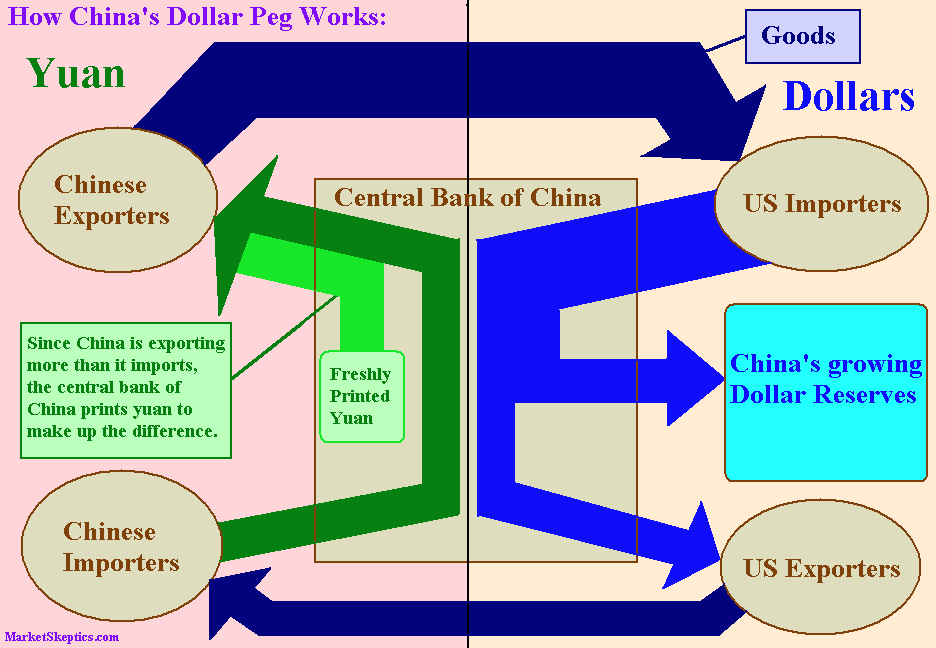 How China's Dollar Peg Works:
Goods
Yuan
Dollars
Chinese
Exporters
Central Bank of China
US Importers
Since China is exporting
more than it imports,
the central bank of
China prints yuan to
make up the difference.
Freshly
Printed
Yuan
China's growing
Dollar Reserves
Chinese
Importers
US Exporters
MarketSkeptics.com